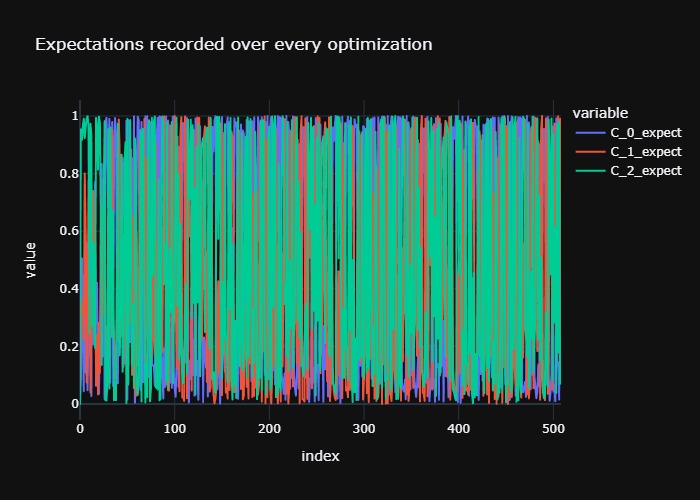 Expectations recorded over every optimization
variable
C_0_expect
C_1_expect
C_2_expect
1
0.8
0.6
0.4
0.2
0
value
0 100 200 300 400 500
index